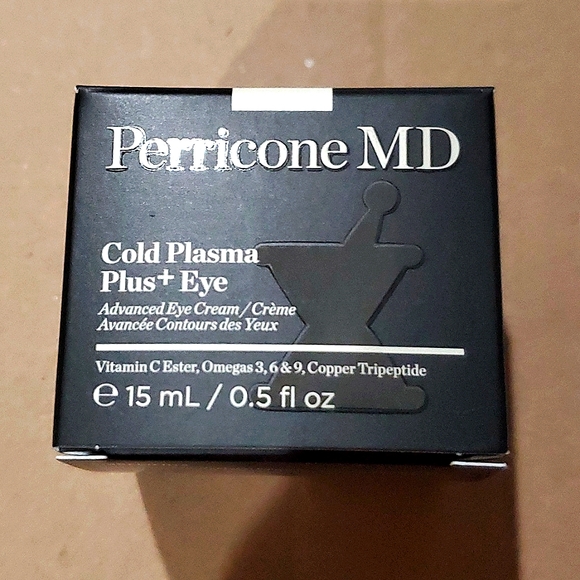 Perricone MD
Cold Plasma
Plus+ Eye
Advanced Eye Cream / Crème
Avancée Contours des Yeux
Vitamin C Ester, Omegas 3, 6 & 9, Copper Tripeptide
℮ 15 mL / 0.5 fl oz